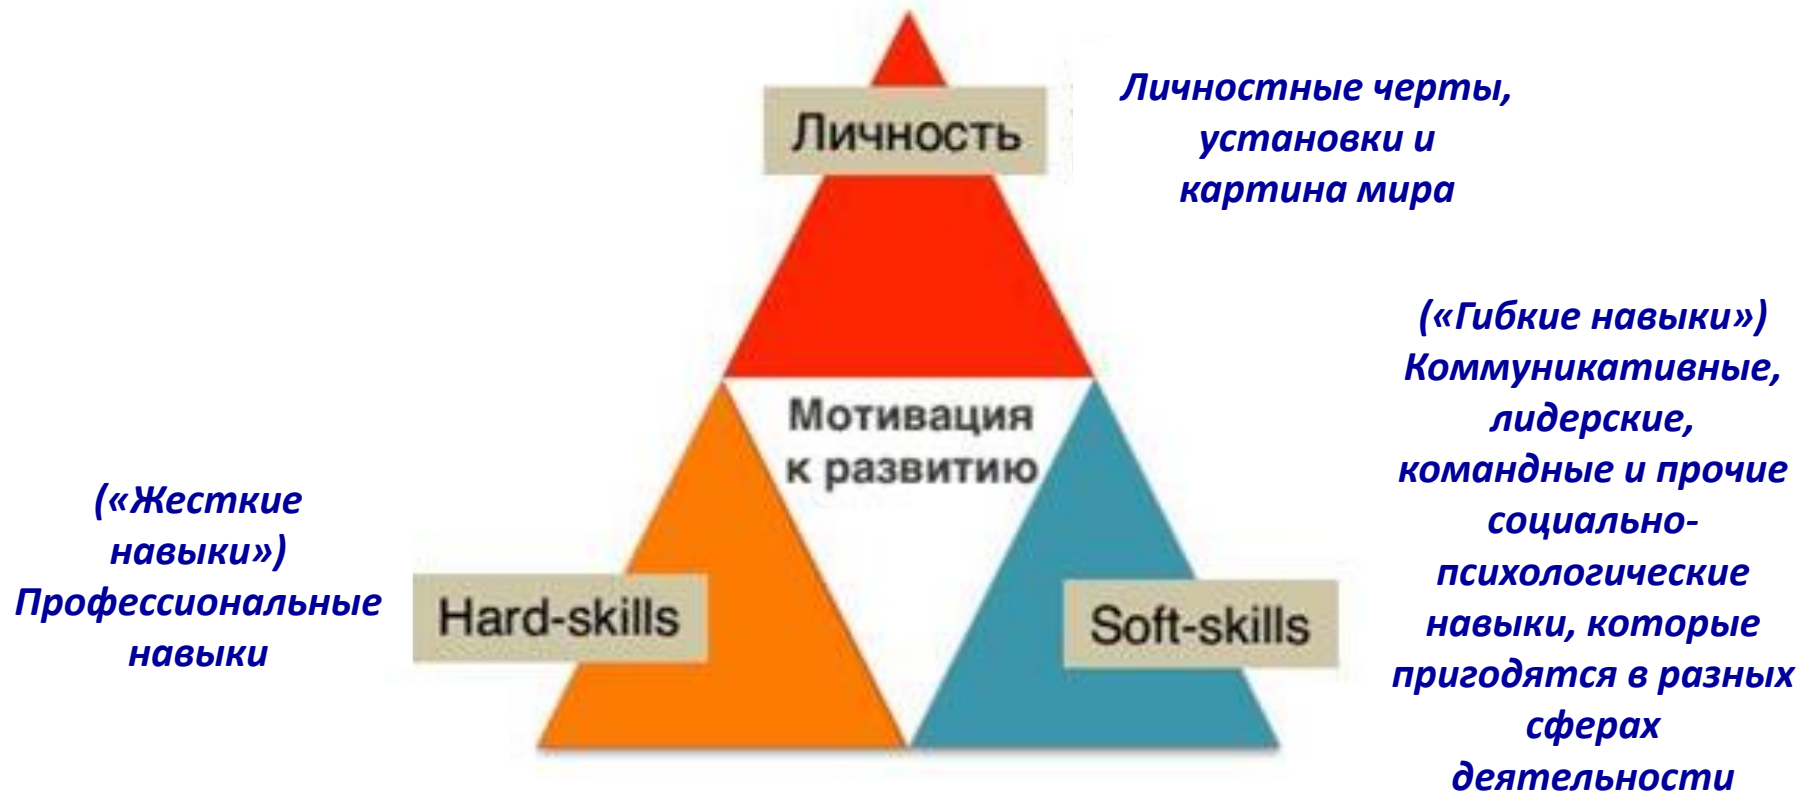 Личность
Личностные черты,
установки и
картина мира
Мотивация
к развитию
(«Жесткие
навыки»)
Профессиональные
навыки
Hard-skills
Soft-skills
(«Гибкие навыки»)
Коммуникативные,
лидерские,
командные и прочие
социально-
психологические
навыки, которые
пригодятся в разных
сферах
деятельности